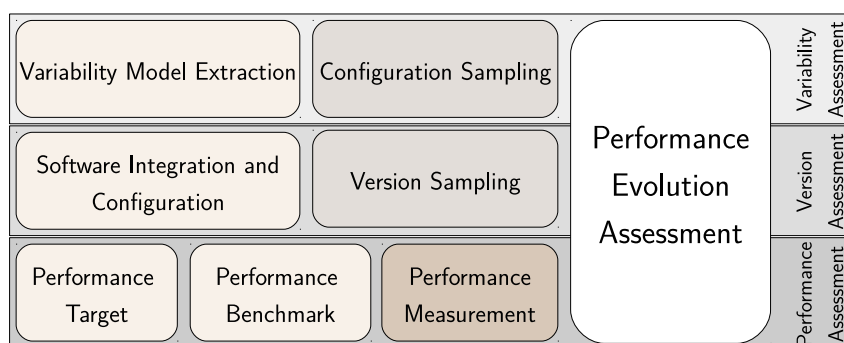 Variability Model Extraction
Configuration Sampling
Variability
Assessment
Software Integration and
Configuration
Version Sampling
Performance
Evolution
Assessment
Version
Assessment
Performance
Target
Performance
Benchmark
Performance
Measurement
Performance
Assessment